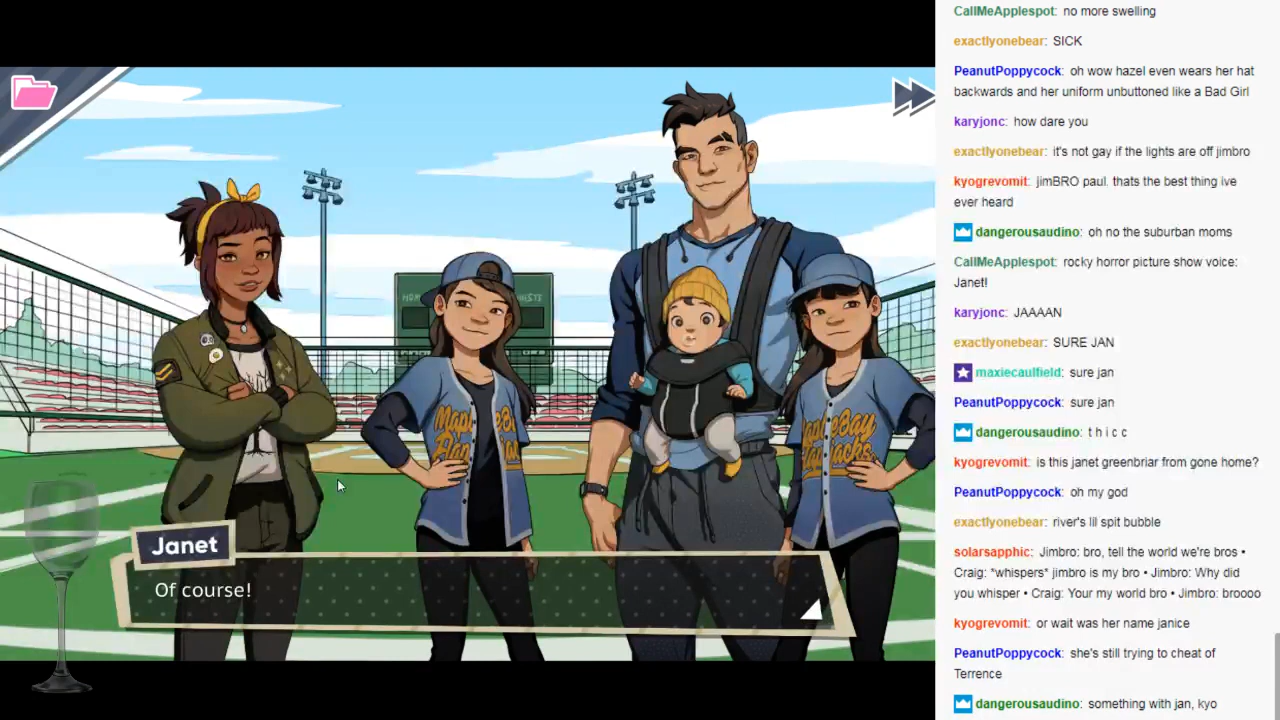 Janet
Of course!
CallMeApplespot: no more swelling
exactlyonebear: SICK
PeanutPoppycock: oh wow hazel even wears her hat
backwards and her uniform unbuttoned like a Bad Girl
karyjonc: how dare you
exactlyonebear: it's not gay if the lights are off jimbro
kyogrevomit: jimBRO paul. thats the best thing ive
ever heard
dangerousaudino: oh no the suburban moms
CallMeApplespot: rocky horror picture show voice:
Janet!
karyjonc: JAAAAN
exactlyonebear: SURE JAN
maxiecaulfield: sure jan
PeanutPoppycock: sure jan
dangerousaudino: t h i c c
kyogrevomit: is this janet greenbriar from gone home?
PeanutPoppycock: oh my god
exactlyonebear: river's lil spit bubble
solarsapphic: Jimbro: bro, tell the world we're bros •
Craig: *whispers* jimbro is my bro • Jimbro: Why did
you whisper • Craig: Your my world bro • Jimbro: broooo
kyogrevomit: or wait was her name janice
PeanutPoppycock: she's still trying to cheat of
Terrence
dangerousaudino: something with jan, kyo